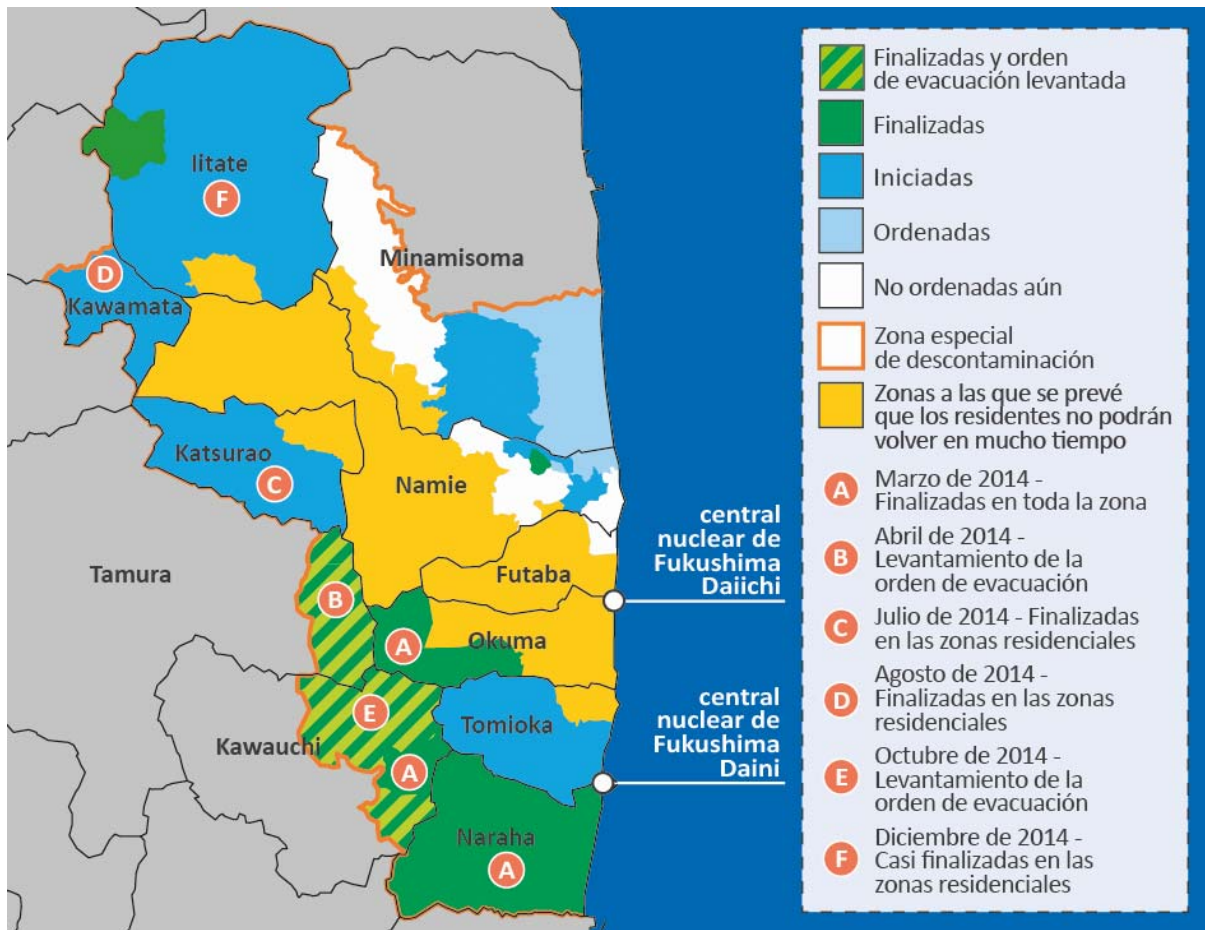 Iitate
F
Minamisoma
D
Kawamata
Katsurao
C
Namie
central
nuclear de
Fukushima
Daiichi
Tamura
B
Futaba
A
Okuma
E
Tomioka
central
nuclear de
Fukushima
Daini
Kawauchi
A
Naraha
A
Finalizadas y orden
de evacuación levantada
Finalizadas
Iniciadas
Ordenadas
No ordenadas aún
Zona especial
de descontaminación
Zonas a las que se prevé
que los residentes no podrán
volver en mucho tiempo
A
Marzo de 2014 -
Finalizadas en toda la zona
B
Abril de 2014 -
Levantamiento de la
orden de evacuación
C
Julio de 2014 - Finalizadas
en las zonas residenciales
D
Agosto de 2014 -
Finalizadas en las zonas
residenciales
E
Octubre de 2014 -
Levantamiento de la
orden de evacuación
F
Diciembre de 2014 -
Casi finalizadas en las
zonas residenciales